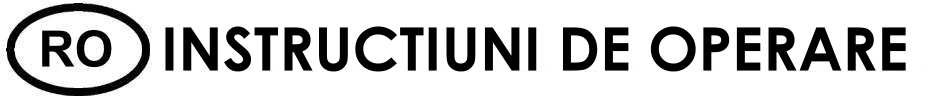 RO INSTRUCTIUNI DE OPERARE